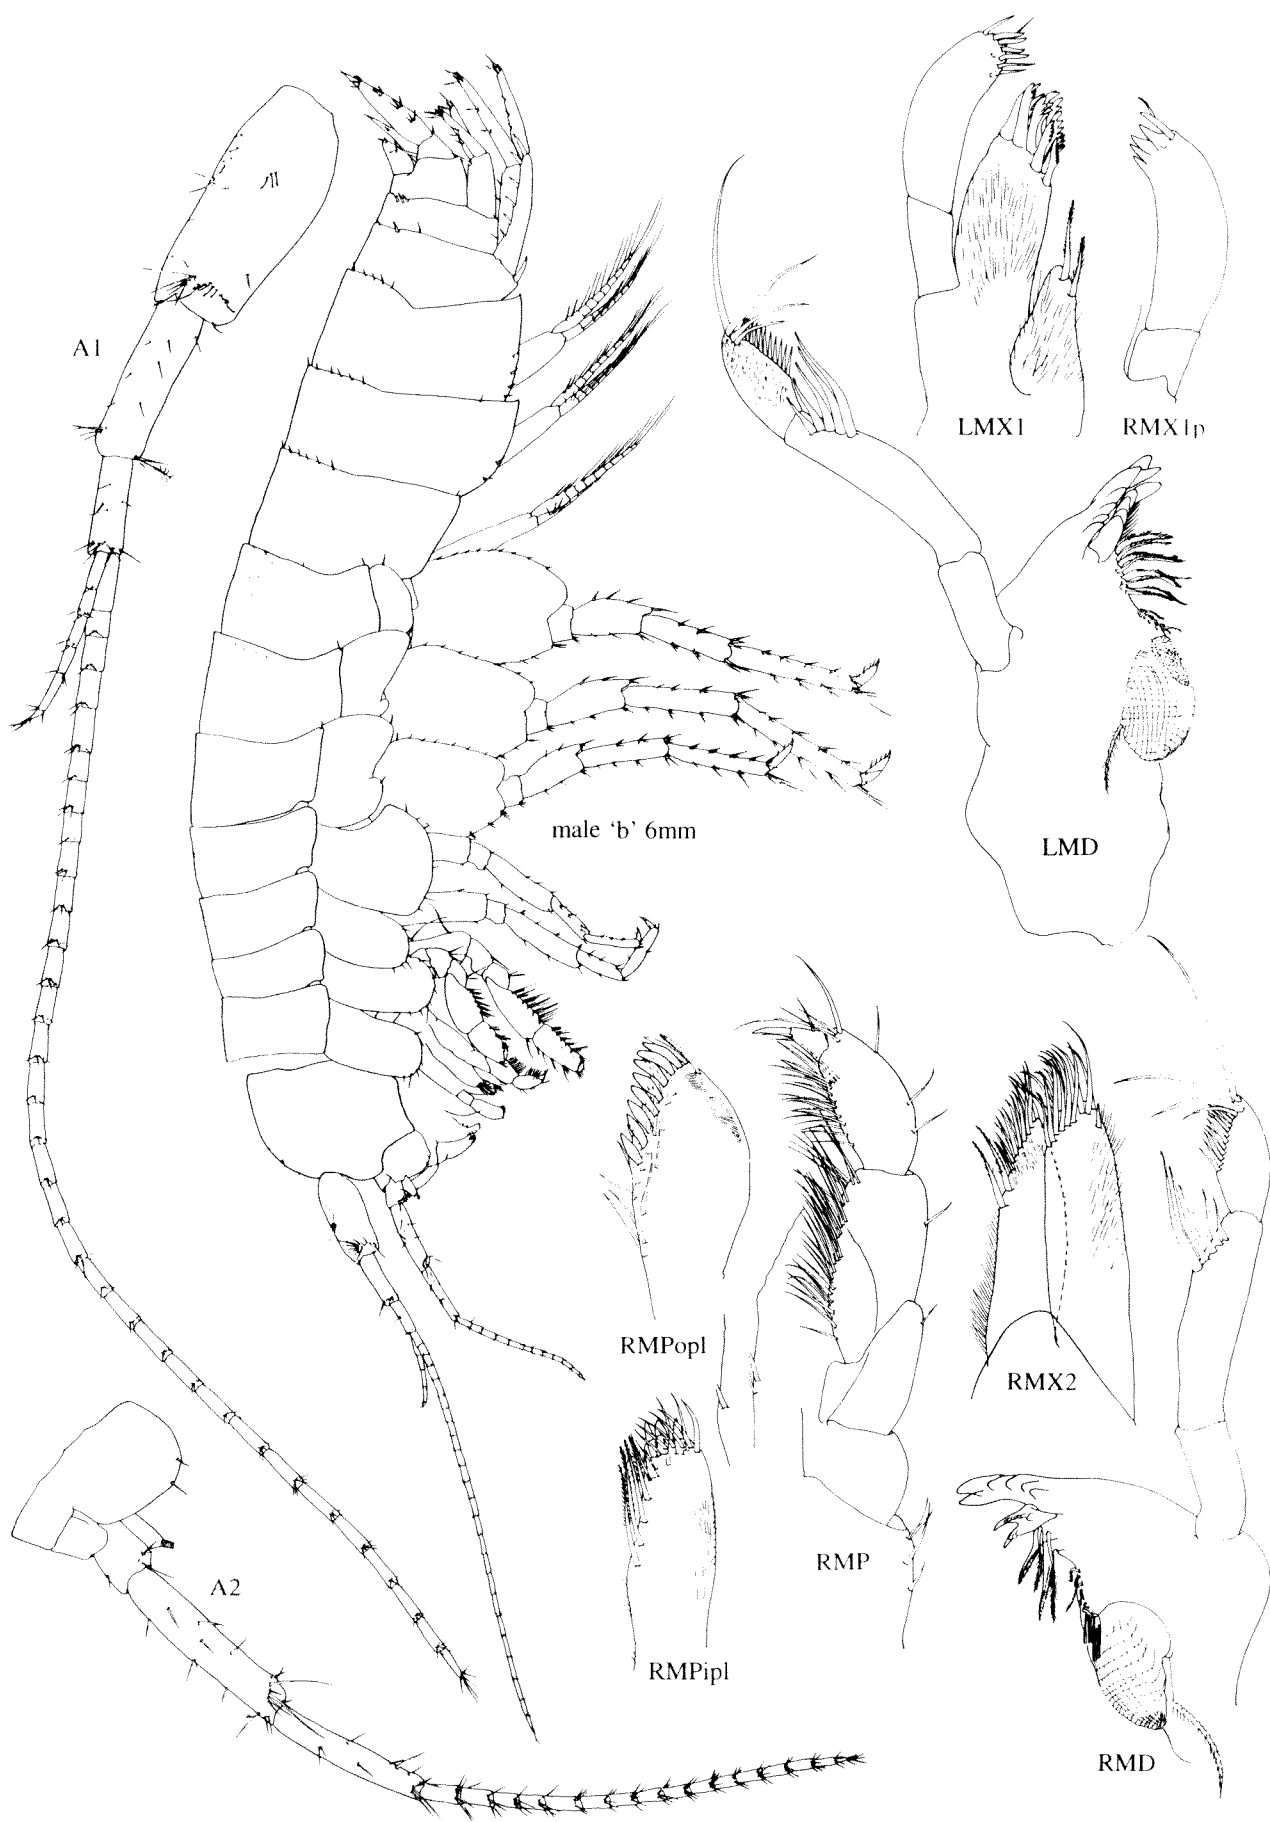 A1
LMX1
RMX1p
male ‘b’ 6mm
LMD
RMPopl
RMX2
A2
RMP
RMPipl
RMD